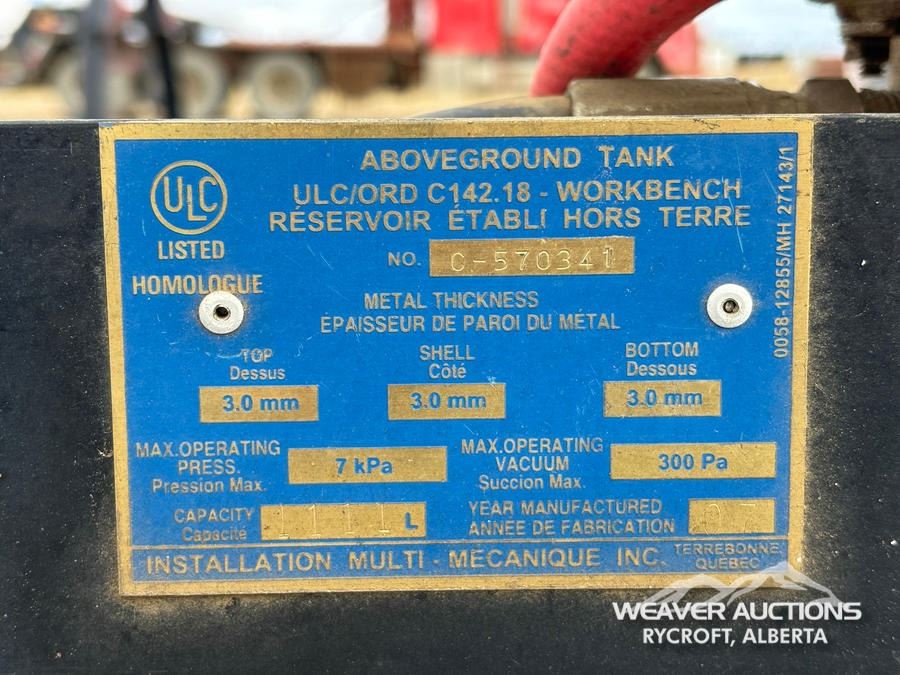 ULC
LISTED
HOMOLOGUE
ABOVEGROUND TANK
ULC/ORD C142.18 - WORKBENCH
RÉSERVOIR ÉTABLI HORS TERRE
NO. C-570341
METAL THICKNESS
ÉPAISSEUR DE PAROI DU MÉTAL
TOP
Dessus
3.0 mm
SHELL
Côté
3.0 mm
BOTTOM
Dessous
3.0 mm
MAX.OPERATING
PRESS.
Pression Max.
7 kPa
MAX.OPERATING
VACUUM
Succion Max.
300 Pa
CAPACITY
Capacité
1111 L
YEAR MANUFACTURED
ANNÉE DE FABRICATION
07
INSTALLATION MULTI - MÉCANIQUE INC.
TERREBONNE
QUÉBEC
0058-12855/MH 27143/1
WEAVER AUCTIONS
RYCROFT, ALBERTA